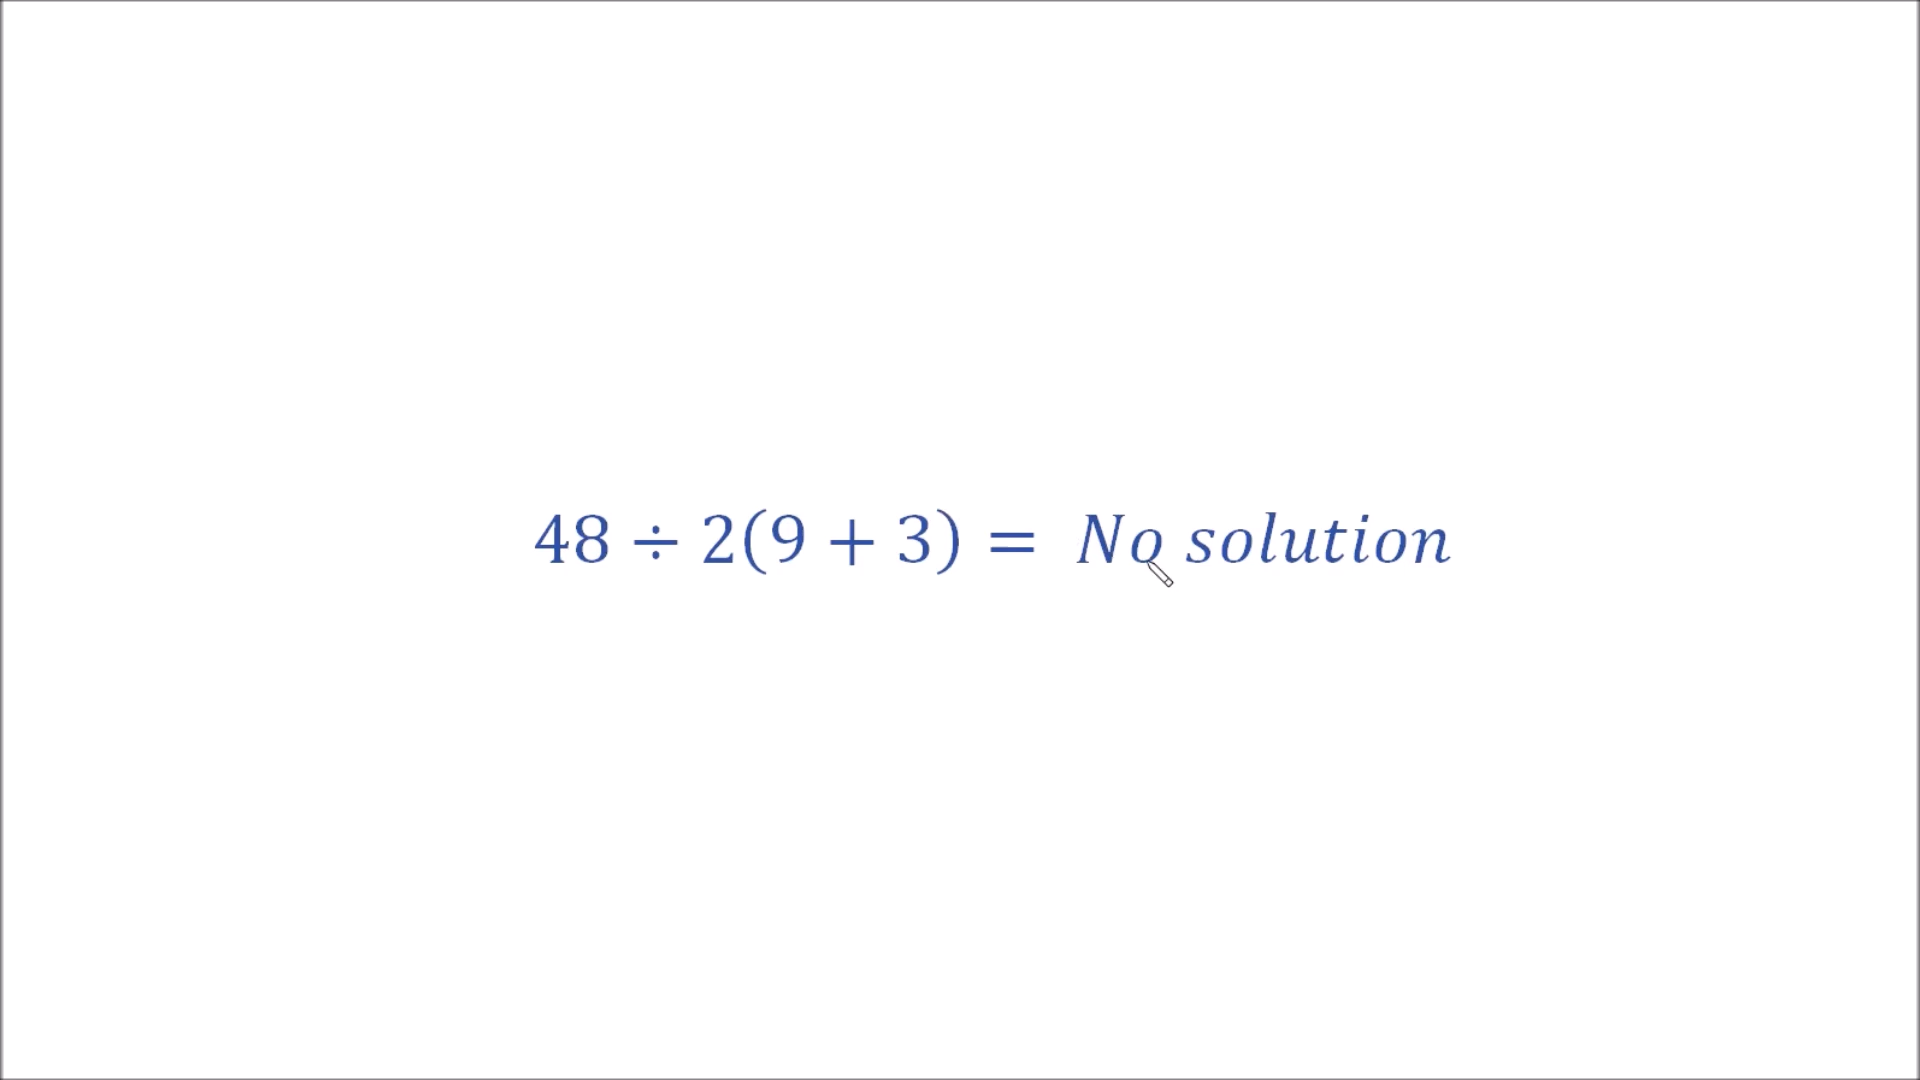 48 ÷ 2(9 + 3) = No solution